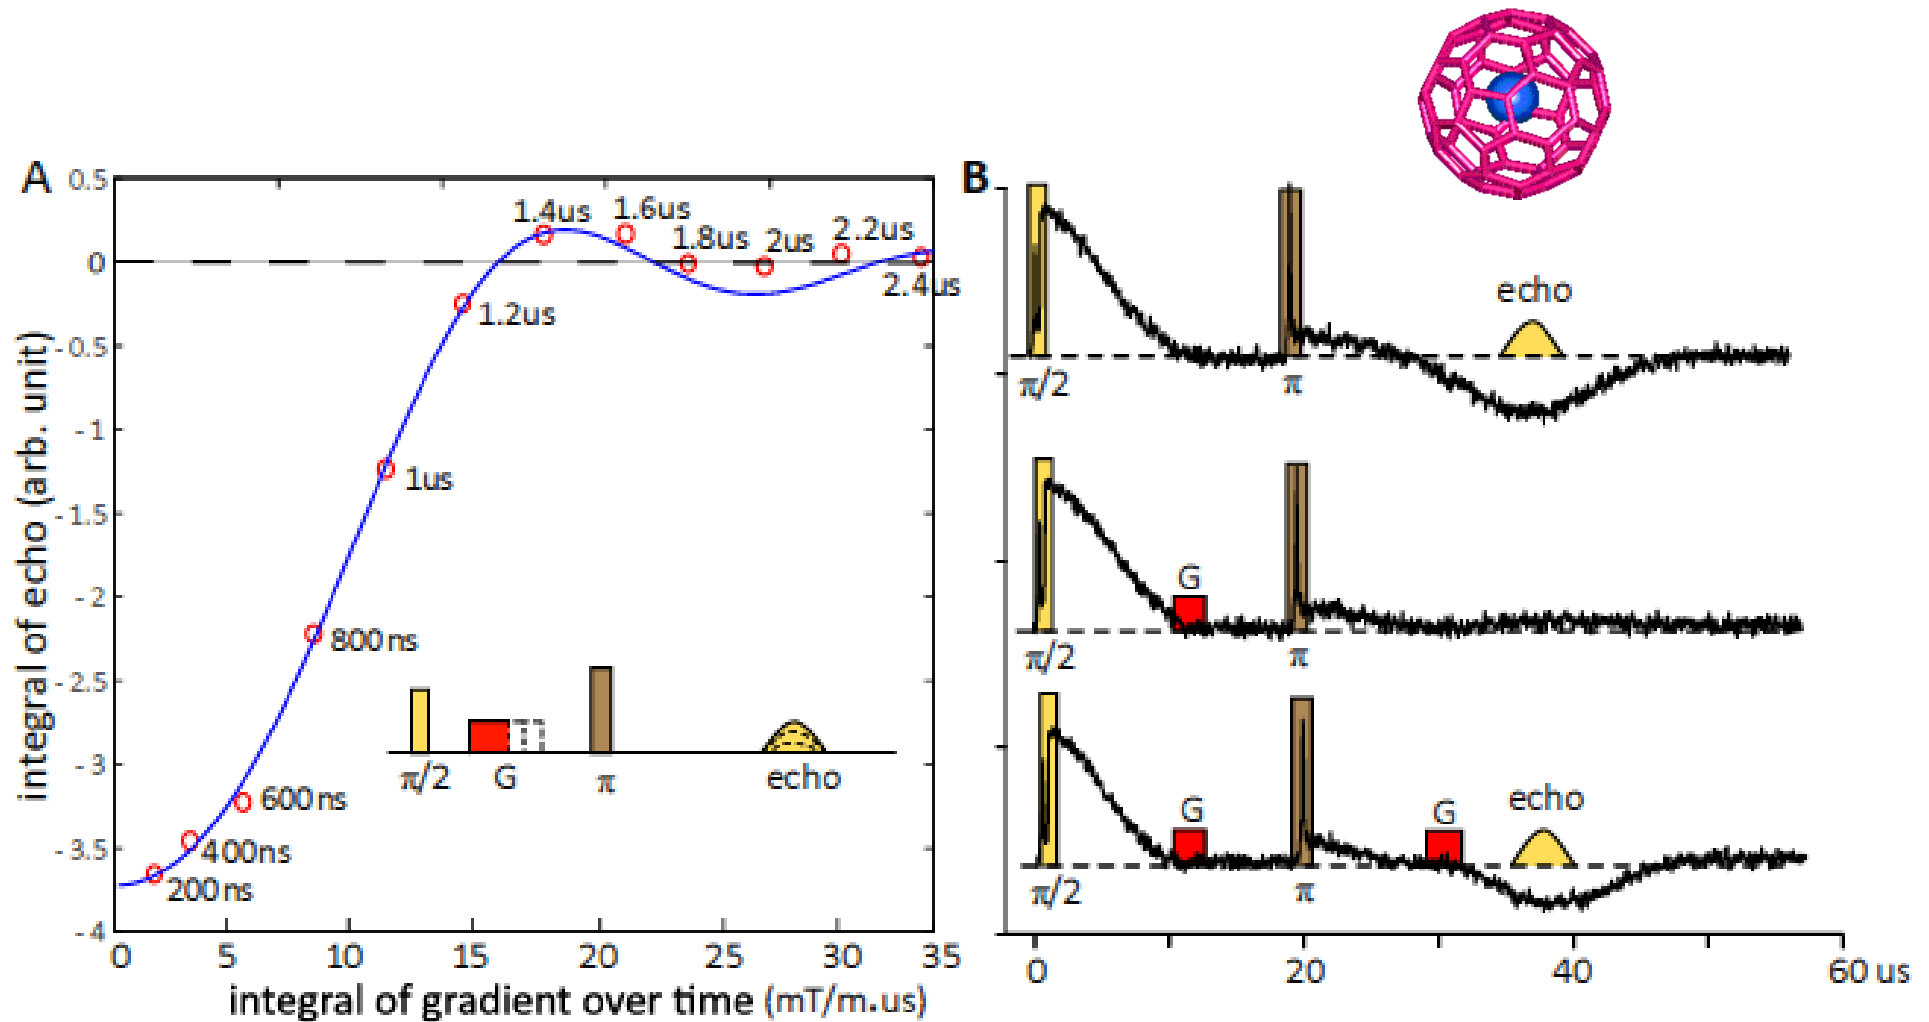 A
0.5
0
-0.5
-1
-1.5
-2
-2.5
-3
-3.5
-4
integral of echo (arb. unit)
0 5 10 15 20 25 30 35
integral of gradient over time (mT/m.us)
1.4us
1.6us
1.8us
2us
2.2us
2.4us
1.2us
1us
800ns
600ns
400ns
200ns
π/2 G π echo
B
echo
π/2 π
G
π/2 π
G G echo
π/2 π
0 20 40 60 us